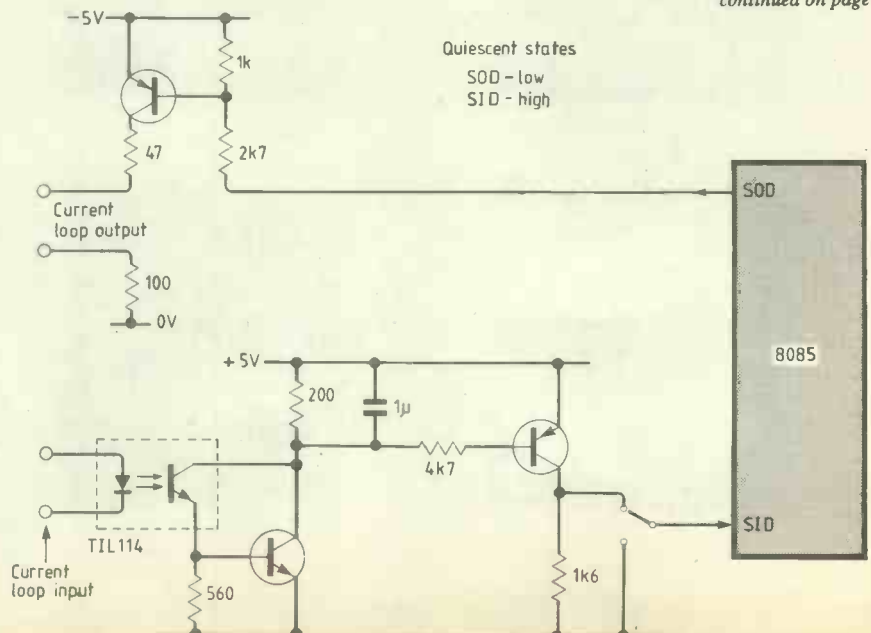 continued on page
-5V
1k
Quiescent states
SOD - low
SID - high
47
2k7
SOD
Current
loop output
100
0V
8085
+5V
200
1µ
4k7
SID
TIL114
Current
loop input
560
1k6